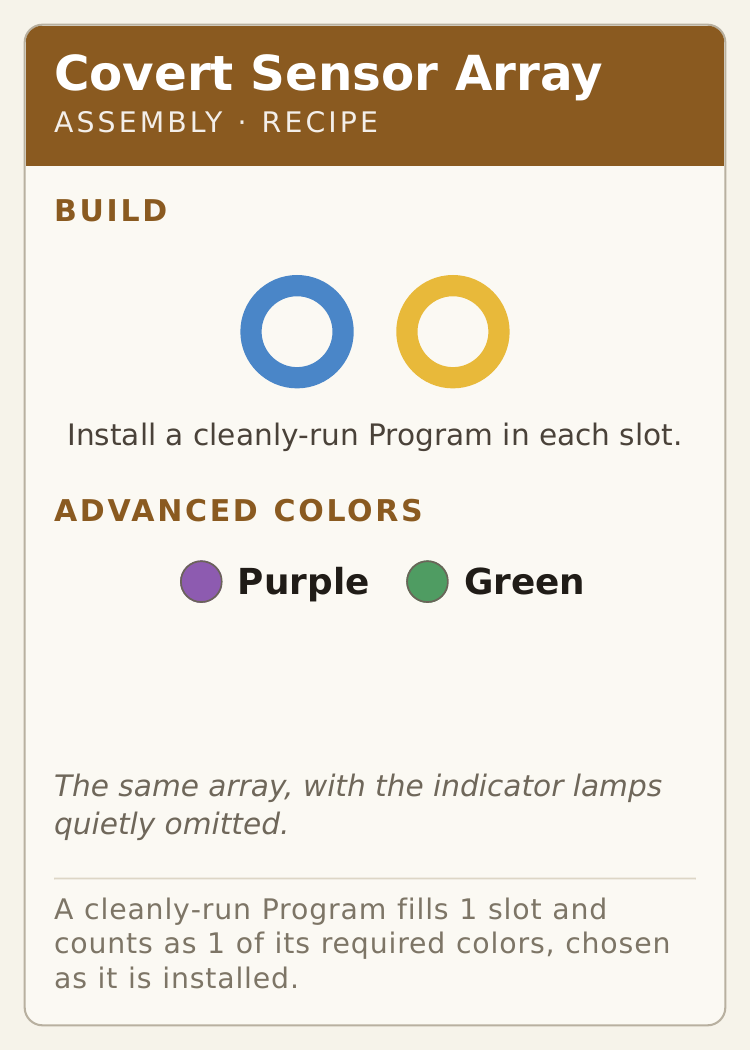 Covert Sensor Array
ASSEMBLY · RECIPE
BUILD
Install a cleanly-run Program in each slot.
ADVANCED COLORS
Purple Green
The same array, with the indicator lamps
quietly omitted.
A cleanly-run Program fills 1 slot and
counts as 1 of its required colors, chosen
as it is installed.